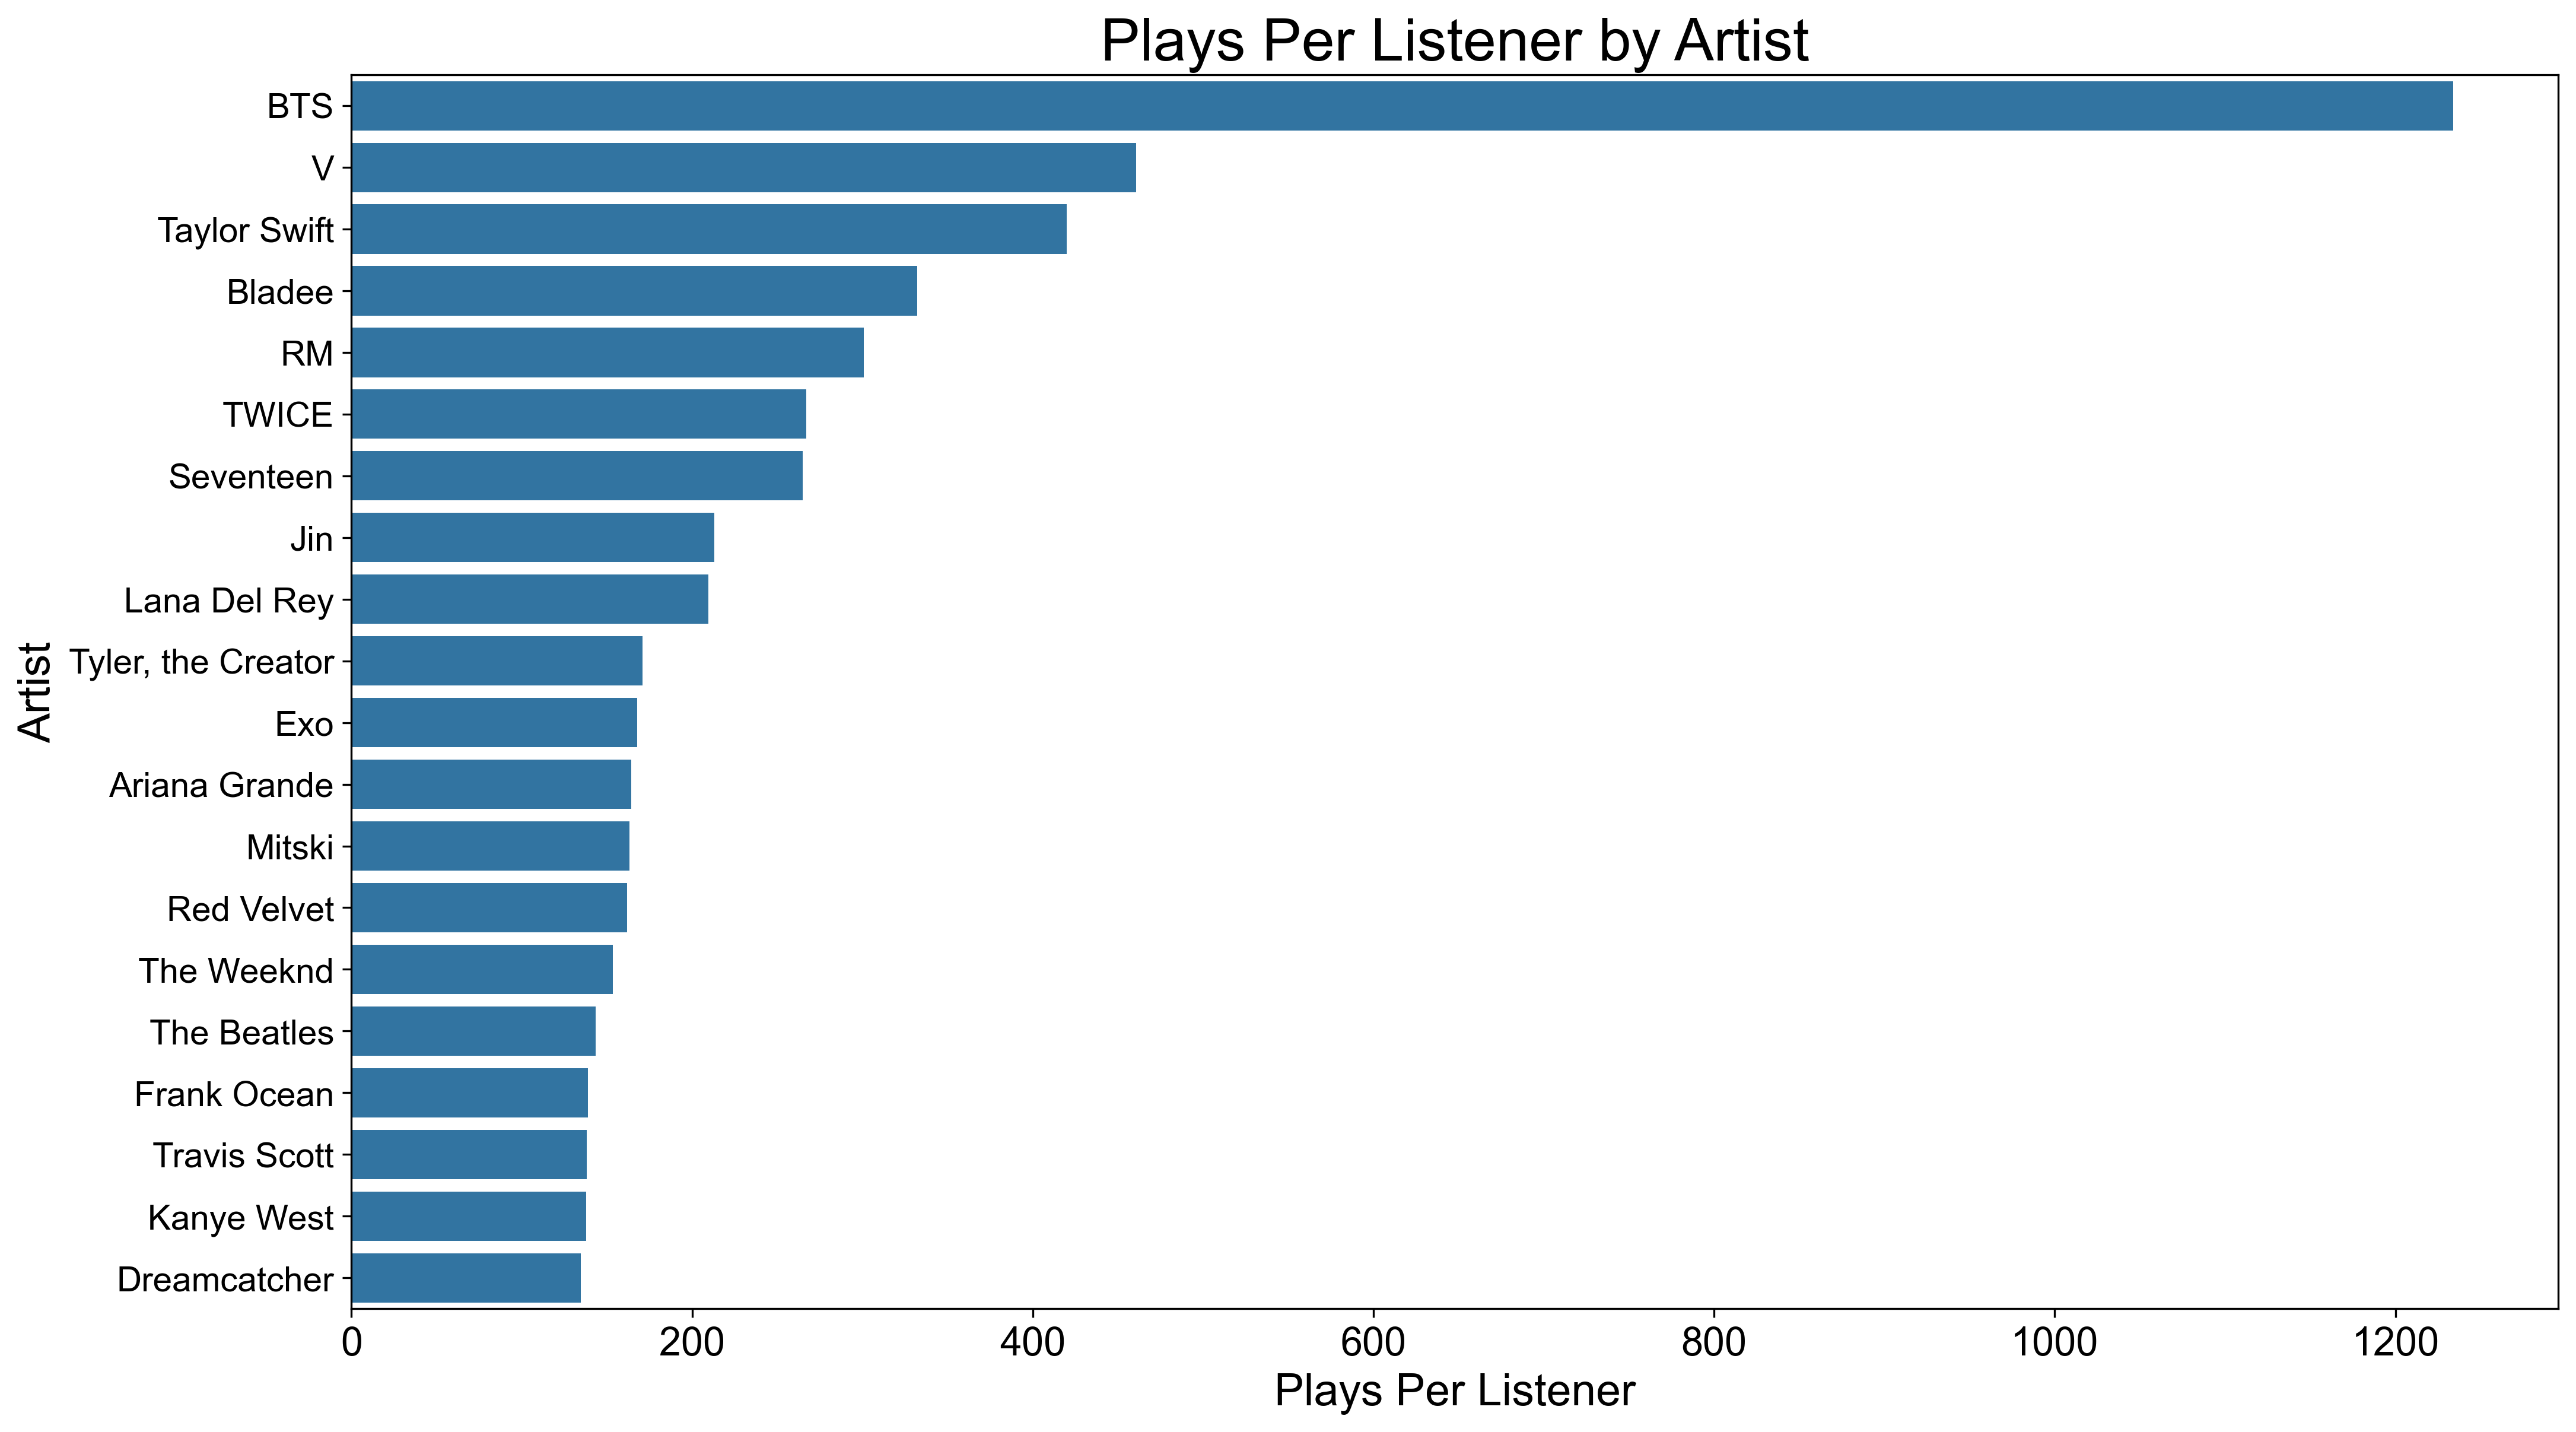 Plays Per Listener by Artist
BTS
V
Taylor Swift
Bladee
RM
TWICE
Seventeen
Jin
Lana Del Rey
Tyler, the Creator
Exo
Ariana Grande
Mitski
Red Velvet
The Weeknd
The Beatles
Frank Ocean
Travis Scott
Kanye West
Dreamcatcher
Artist
0 200 400 600 800 1000 1200
Plays Per Listener